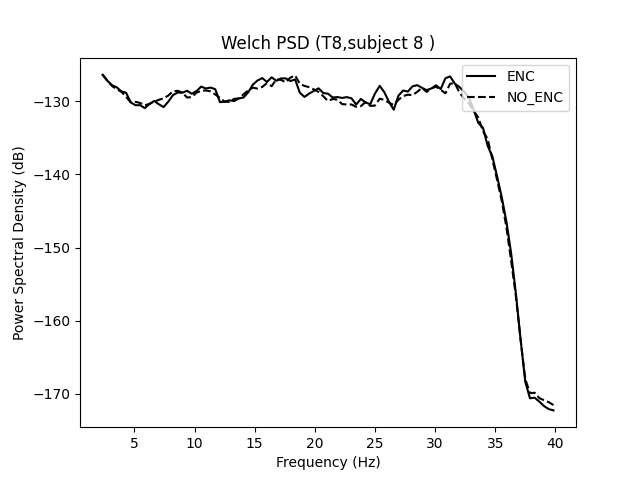 Welch PSD (T8,subject 8 )
ENC
NO_ENC
Power Spectral Density (dB)
−130
−140
−150
−160
−170
5 10 15 20 25 30 35 40
Frequency (Hz)